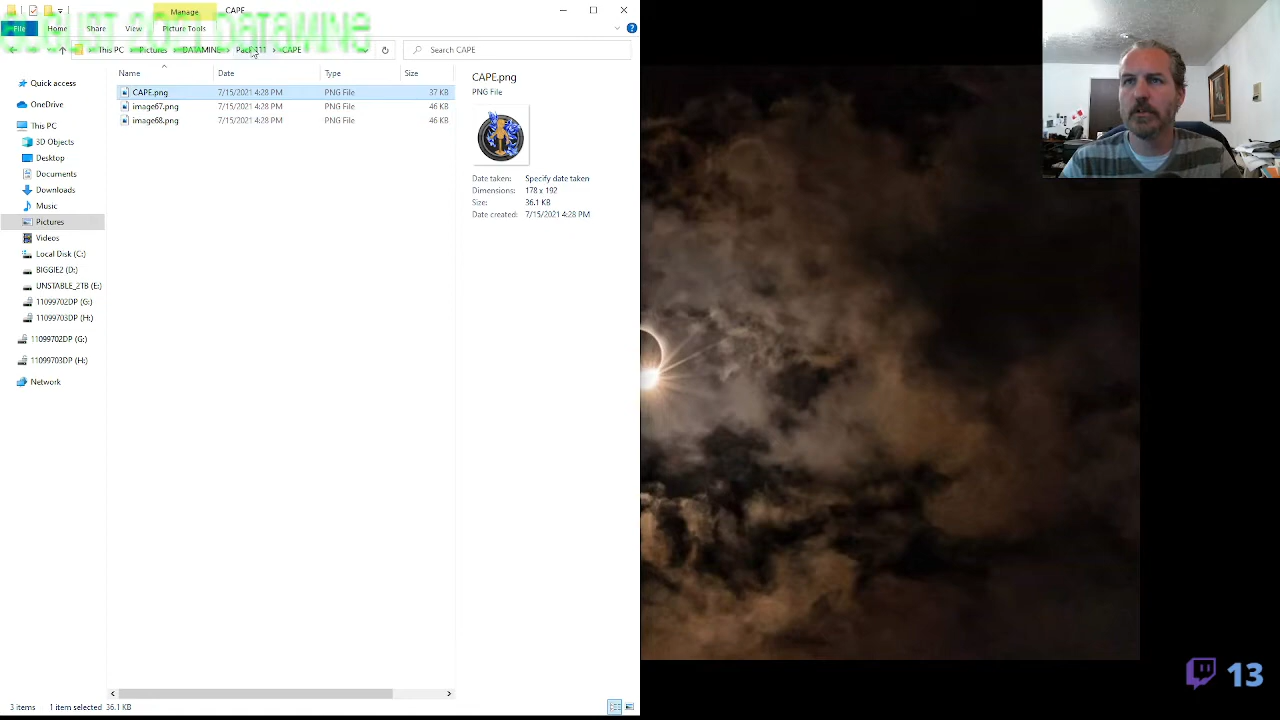 Manage
CAPE
File
Home
Share
View
Picture Tools
This PC
Pictures
DATAMINE
CAPE
Search CAPE
Name
Date
Type
Size
CAPE.png
7/15/2021 4:28 PM
PNG File
37 KB
image67.png
7/15/2021 4:28 PM
PNG File
46 KB
image68.png
7/15/2021 4:28 PM
PNG File
46 KB
Quick access
OneDrive
This PC
3D Objects
Desktop
Documents
Downloads
Music
Pictures
Videos
Local Disk (C:)
BIGGIE2 (D:)
UNSTABLE_2TB (E:)
11099702DP (G:)
11099703DP (H:)
11099702DP (G:)
11099703DP (H:)
Network
CAPE.png
PNG File
Date taken: Specify date taken
Dimensions: 178 x 192
Size: 36.1 KB
Date created: 7/15/2021 4:28 PM
3 items
1 item selected 36.1 KB
13